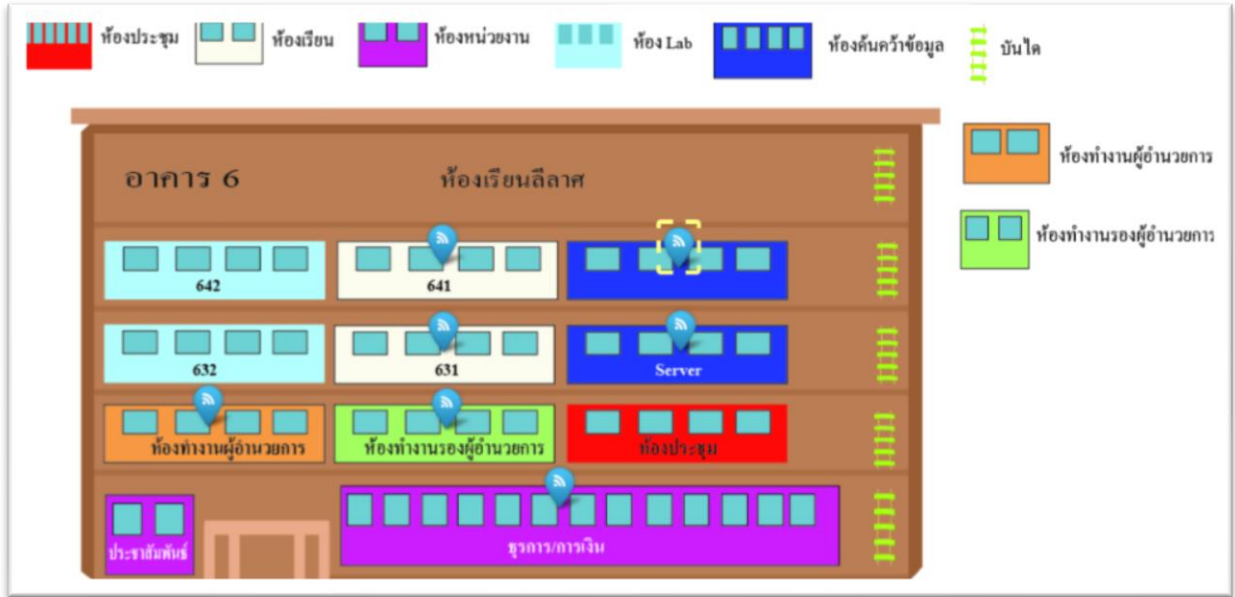 ห้องประชุม
ห้องเรียน
ห้องหน่วยงาน
ห้อง Lab
ห้องค้นคว้าข้อมูล
บันได
ห้องทำงานผู้อำนวยการ
ห้องทำงานรองผู้อำนวยการ
อาคาร 6
ห้องเรียนลีลาศ
642
641
632
631
Server
ห้องทำงานผู้อำนวยการ
ห้องทำงานรองผู้อำนวยการ
ห้องประชุม
ประชาสัมพันธ์
ธุรการ/การเงิน